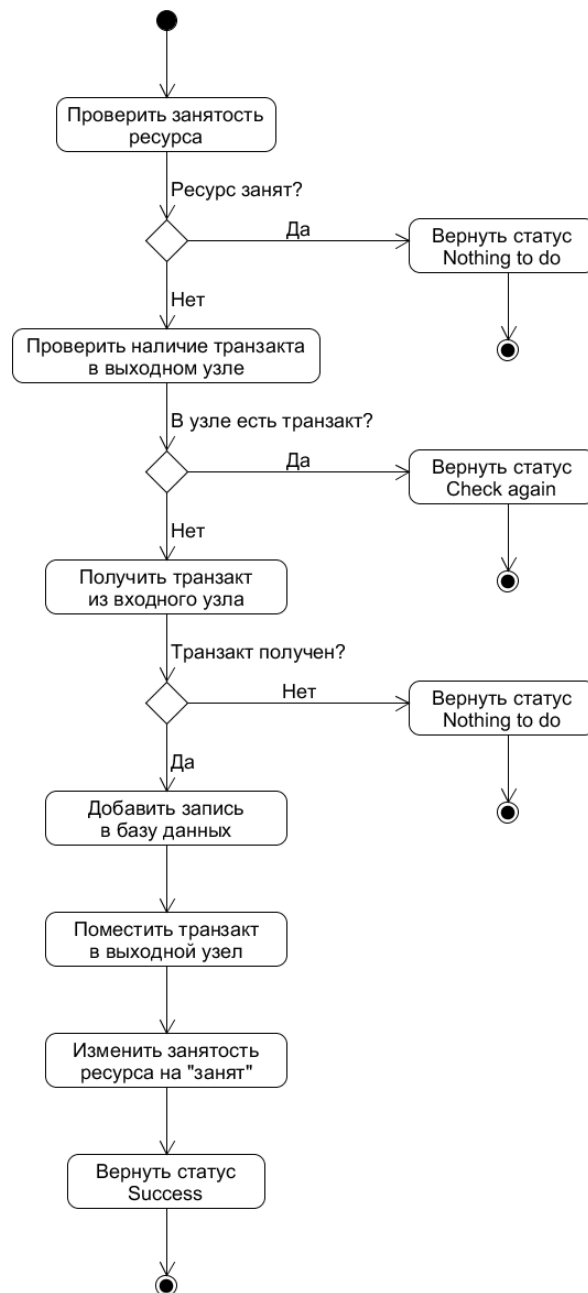 Проверить занятость
ресурса
Ресурс занят?
Да
Вернуть статус
Nothing to do
Нет
Проверить наличие транзакта
в выходном узле
В узле есть транзакт?
Да
Вернуть статус
Check again
Нет
Получить транзакт
из входного узла
Транзакт получен?
Нет
Вернуть статус
Nothing to do
Да
Добавить запись
в базу данных
Поместить транзакт
в выходной узел
Изменить занятость
ресурса на "занят"
Вернуть статус
Success